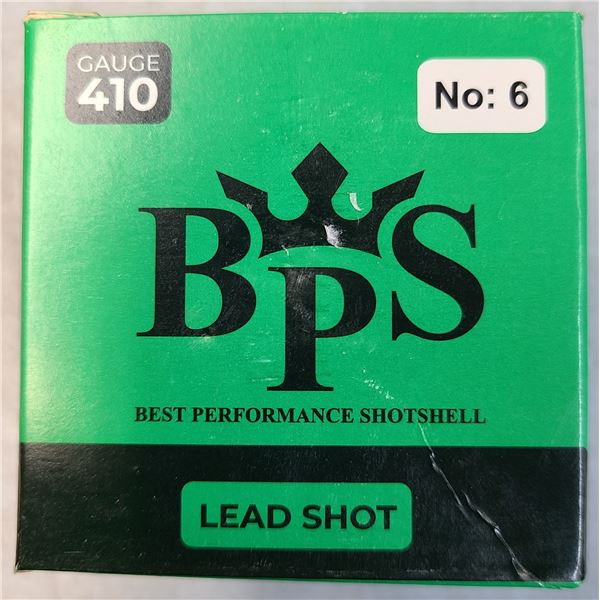 GAUGE
410
No: 6
BPS
BEST PERFORMANCE SHOTSHELL
LEAD SHOT